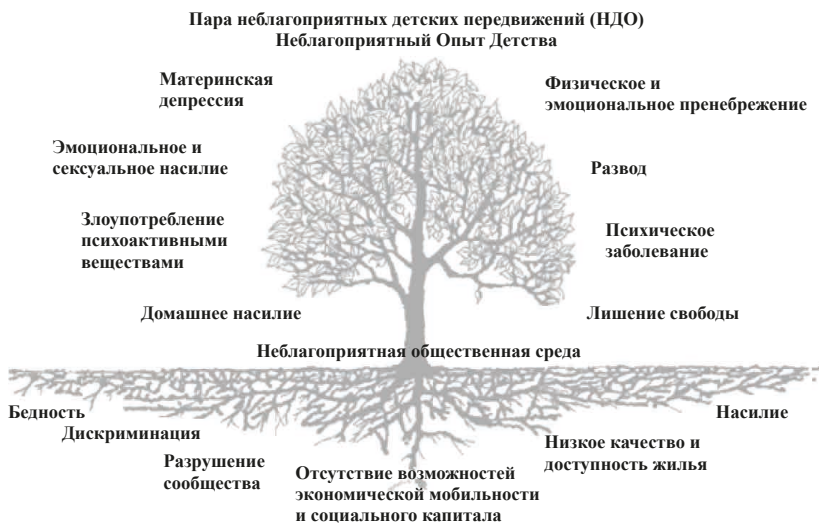 Пара неблагоприятных детских передвижений (НДО)
Неблагоприятный Опыт Детства
Материнская
депрессия
Физическое и
эмоциональное пренебрежение
Эмоциональное и
сексуальное насилие
Развод
Злоупотребление
психоактивными
веществами
Психическое
заболевание
Домашнее насилие
Лишение свободы
Неблагоприятная общественная среда
Бедность
Насилие
Дискриминация
Низкое качество и
доступность жилья
Разрушение
сообщества
Отсутствие возможностей
экономической мобильности
и социального капитала